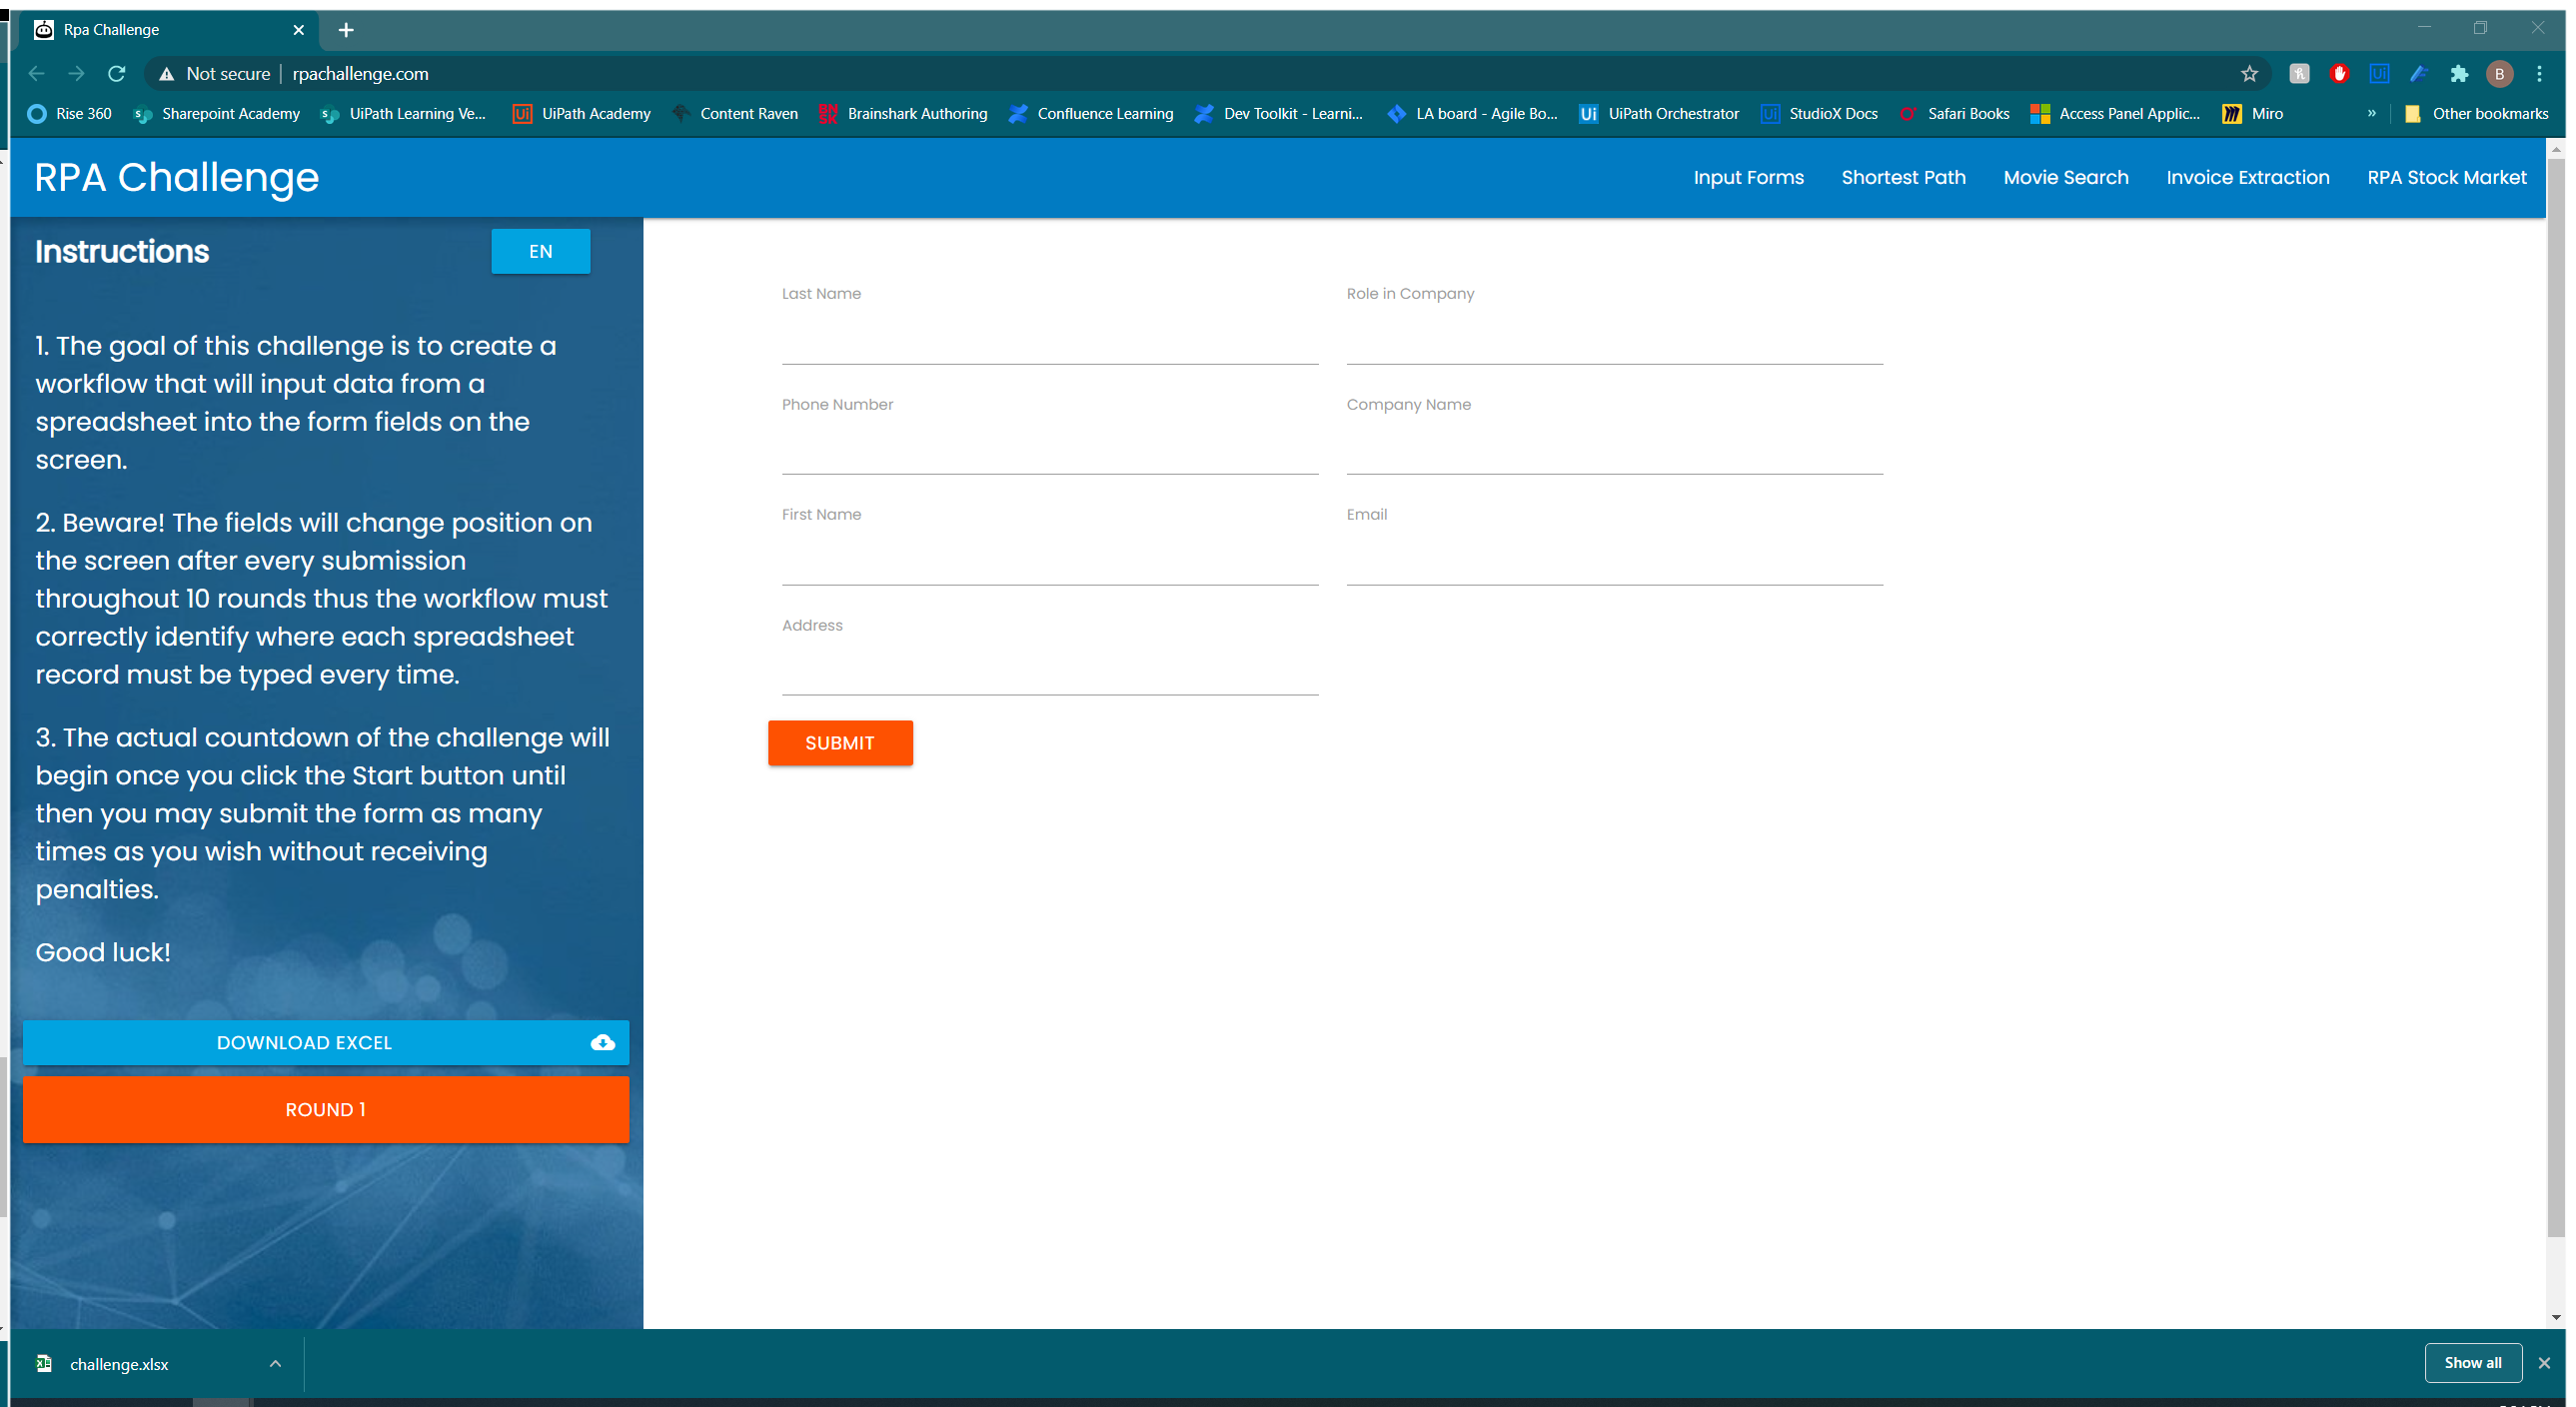 Rpa Challenge
Not secure | rpachallenge.com
Rise 360 Sharepoint Academy UiPath Learning Ve... UiPath Academy Content Raven Brainshark Authoring Confluence Learning Dev Toolkit - Learni... LA board - Agile Bo... UiPath Orchestrator StudioX Docs Safari Books Access Panel Applic... Miro » Other bookmarks
RPA Challenge Input Forms Shortest Path Movie Search Invoice Extraction RPA Stock Market
Instructions EN
1. The goal of this challenge is to create a
workflow that will input data from a
spreadsheet into the form fields on the
screen.
2. Beware! The fields will change position on
the screen after every submission
throughout 10 rounds thus the workflow must
correctly identify where each spreadsheet
record must be typed every time.
3. The actual countdown of the challenge will
begin once you click the Start button until
then you may submit the form as many
times as you wish without receiving
penalties.
Good luck!
DOWNLOAD EXCEL
ROUND 1
Last Name Role in Company
Phone Number Company Name
First Name Email
Address
SUBMIT
challenge.xlsx Show all